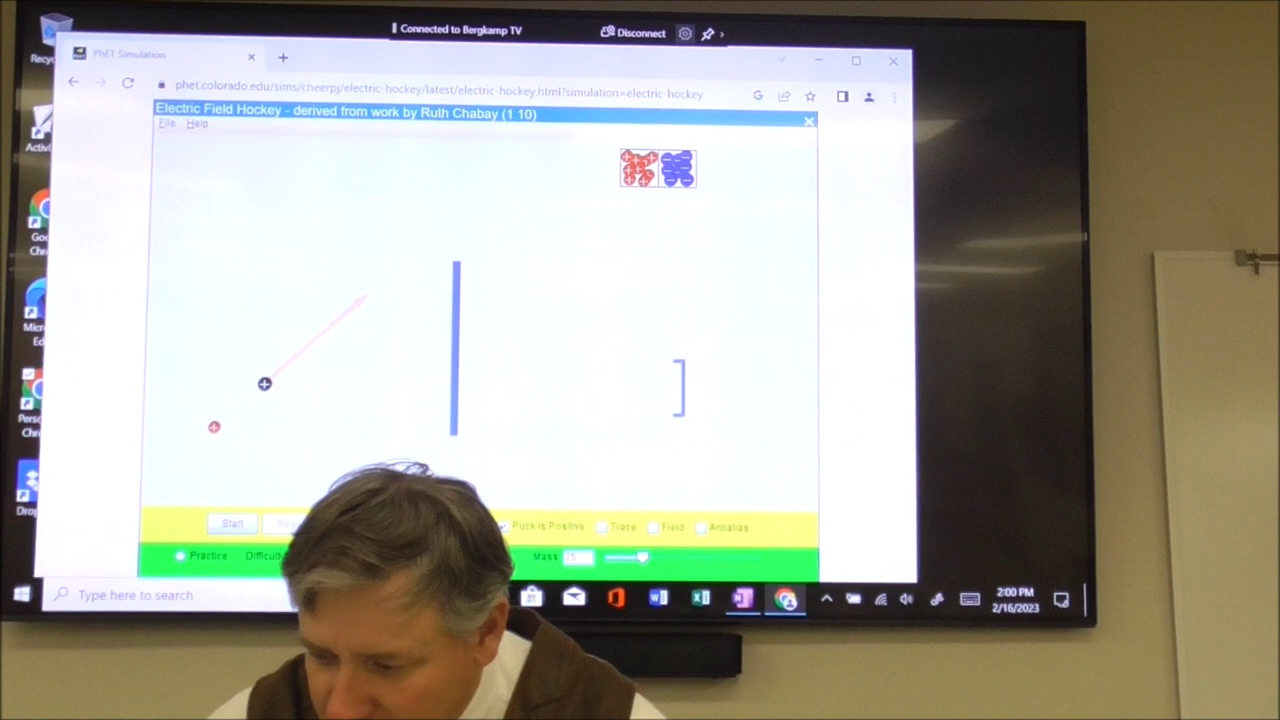 Connected to Bergkamp TV
Disconnect
PhET Simulation
phet.colorado.edu/sims/cheerpj/electric-hockey/latest/electric-hockey.html?simulation=electric-hockey
Electric Field Hockey - derived from work by Ruth Chabay (1 10)
File Help
Start
Puck is Positive Trace Field Antialias
Practice
Mass 25
Type here to search
2:00 PM
2/16/2023